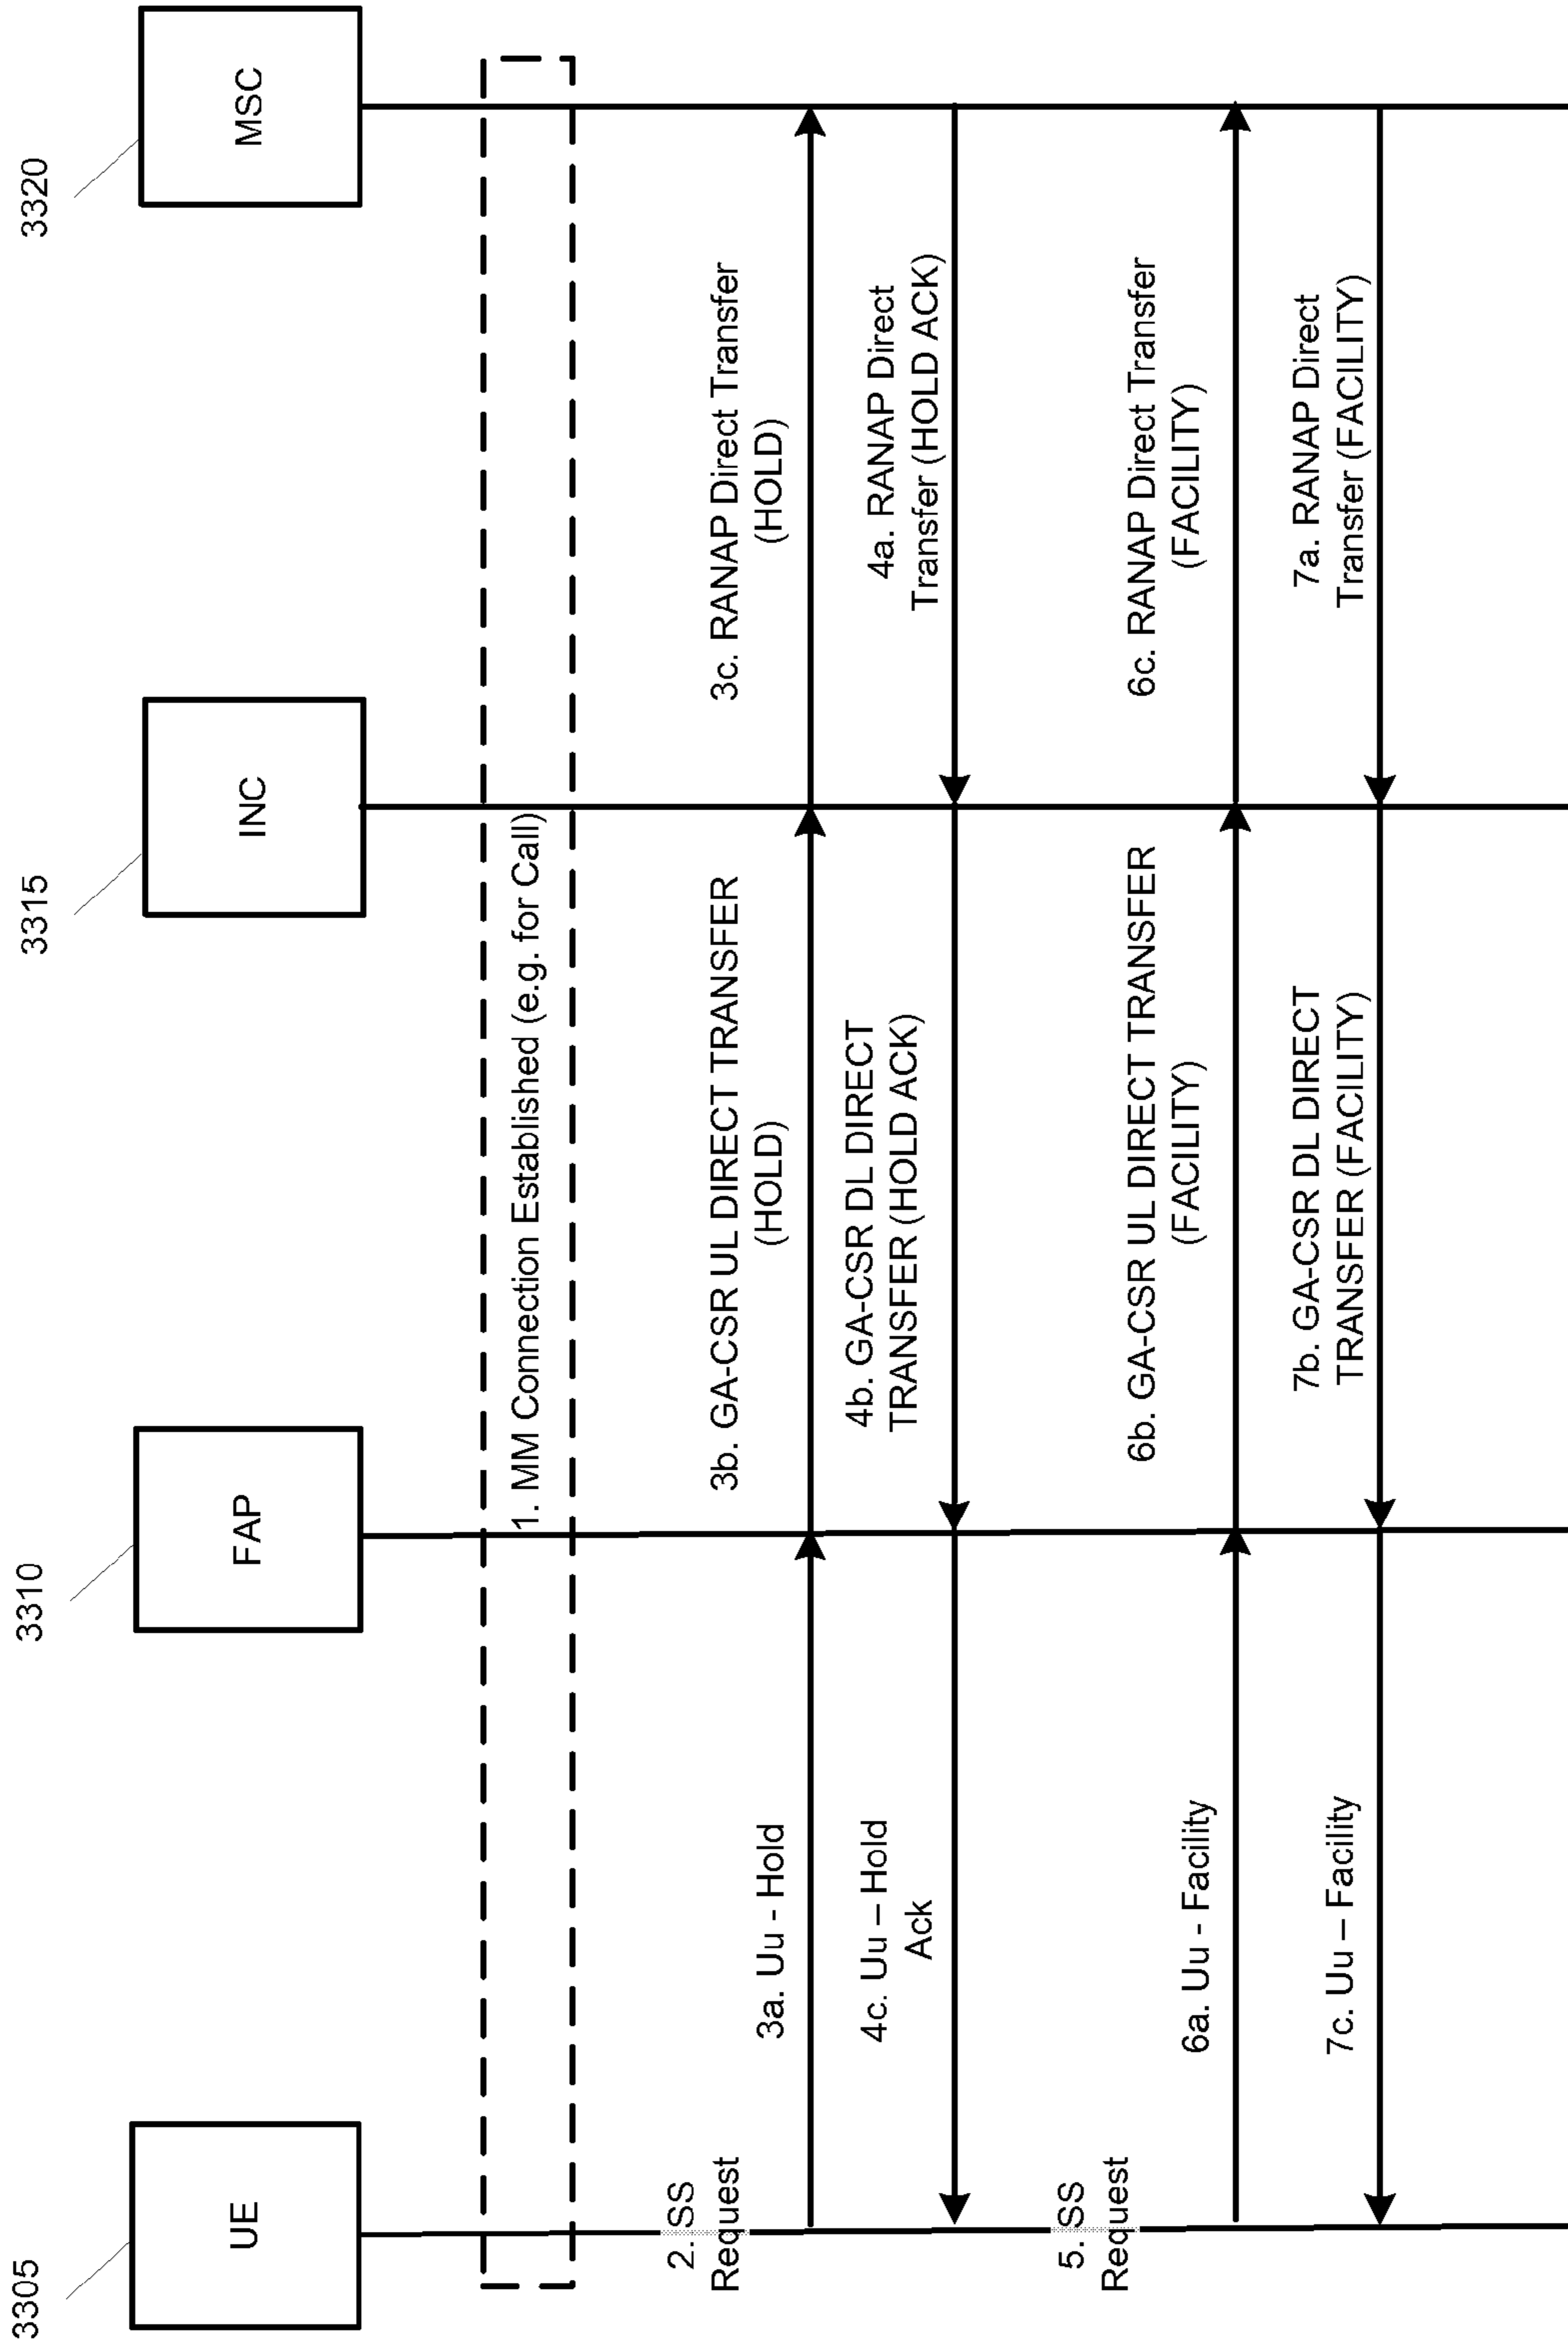 3305
3310
3315
3320
UE
FAP
INC
MSC
1. MM Connection Established (e.g. for Call)
2. SS
Request
3a. Uu - Hold
3b. GA-CSR UL DIRECT TRANSFER
(HOLD)
3c. RANAP Direct Transfer
(HOLD)
4c. Uu – Hold
Ack
4b. GA-CSR DL DIRECT
TRANSFER (HOLD ACK)
4a. RANAP Direct
Transfer (HOLD ACK)
5. SS
Request
6a. Uu - Facility
6b. GA-CSR UL DIRECT TRANSFER
(FACILITY)
6c. RANAP Direct Transfer
(FACILITY)
7c. Uu – Facility
7b. GA-CSR DL DIRECT
TRANSFER (FACILITY)
7a. RANAP Direct
Transfer (FACILITY)